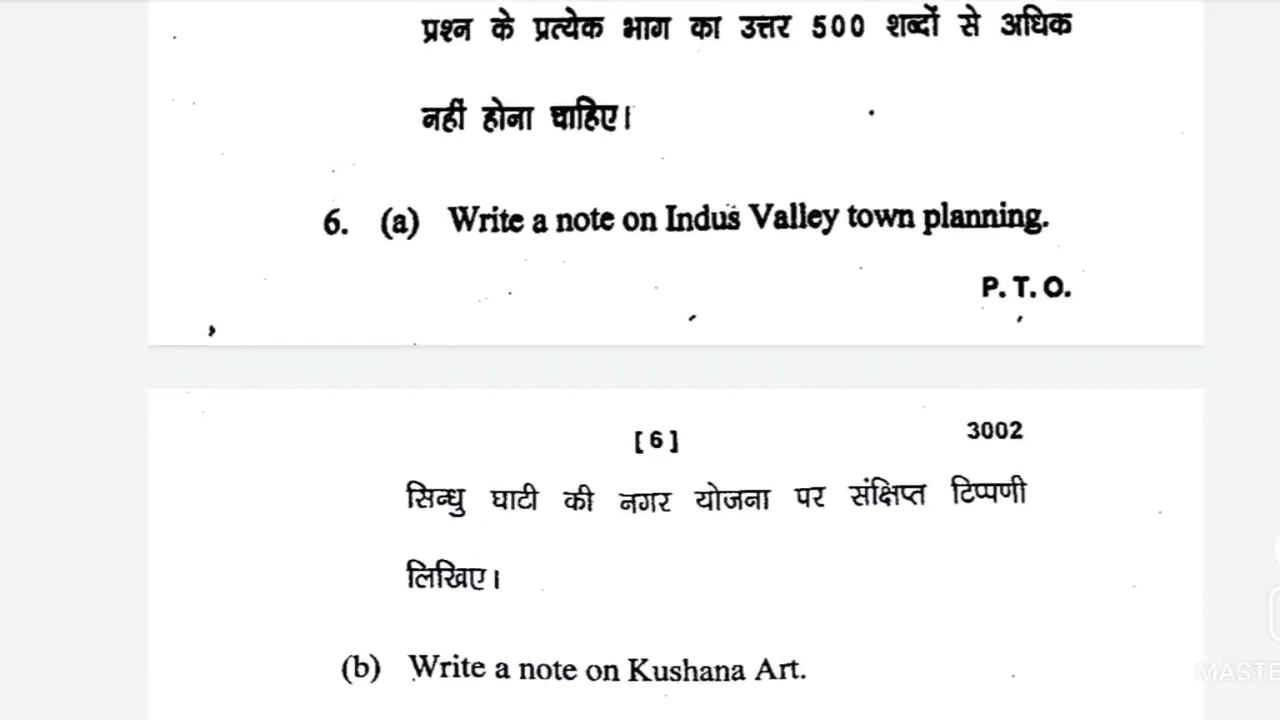 प्रश्न के प्रत्येक भाग का उत्तर 500 शब्दों से अधिक
नहीं होना चाहिए।
6. (a) Write a note on Indus Valley town planning.
P. T. O.
[ 6 ] 3002
सिन्धु घाटी की नगर योजना पर संक्षिप्त टिप्पणी
लिखिए।
(b) Write a note on Kushana Art.